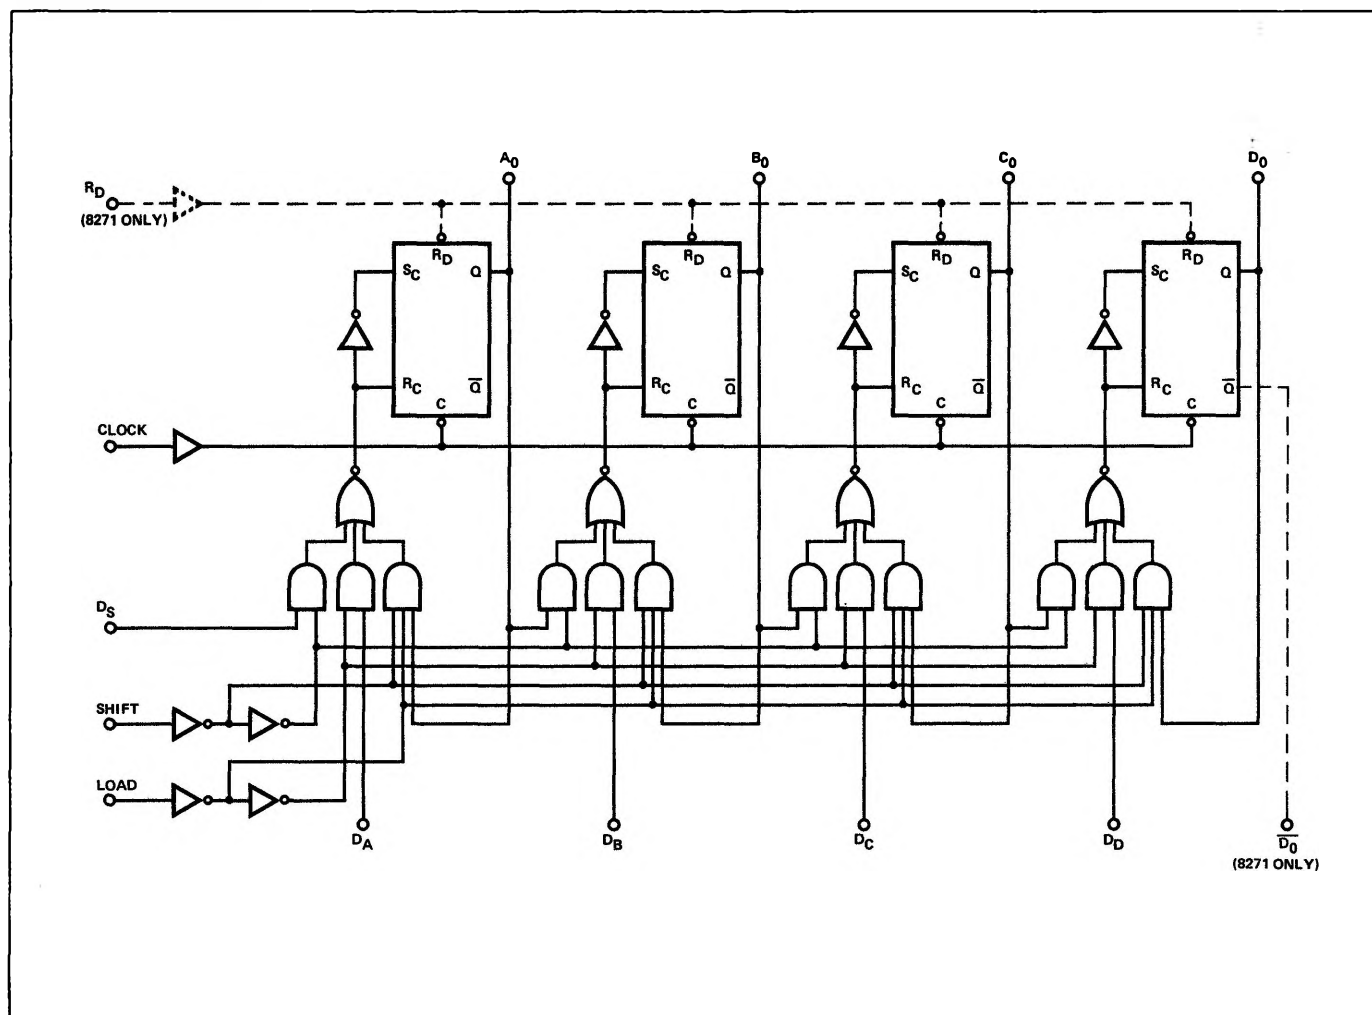 A0 B0 C0 D0
RD
(8271 ONLY)
RD RD RD RD
SC Q SC Q SC Q SC Q
RC Q̅ RC Q̅ RC Q̅ RC Q̅
C C C C
CLOCK
DS
SHIFT
LOAD
DA DB DC DD D̅0̅
(8271 ONLY)